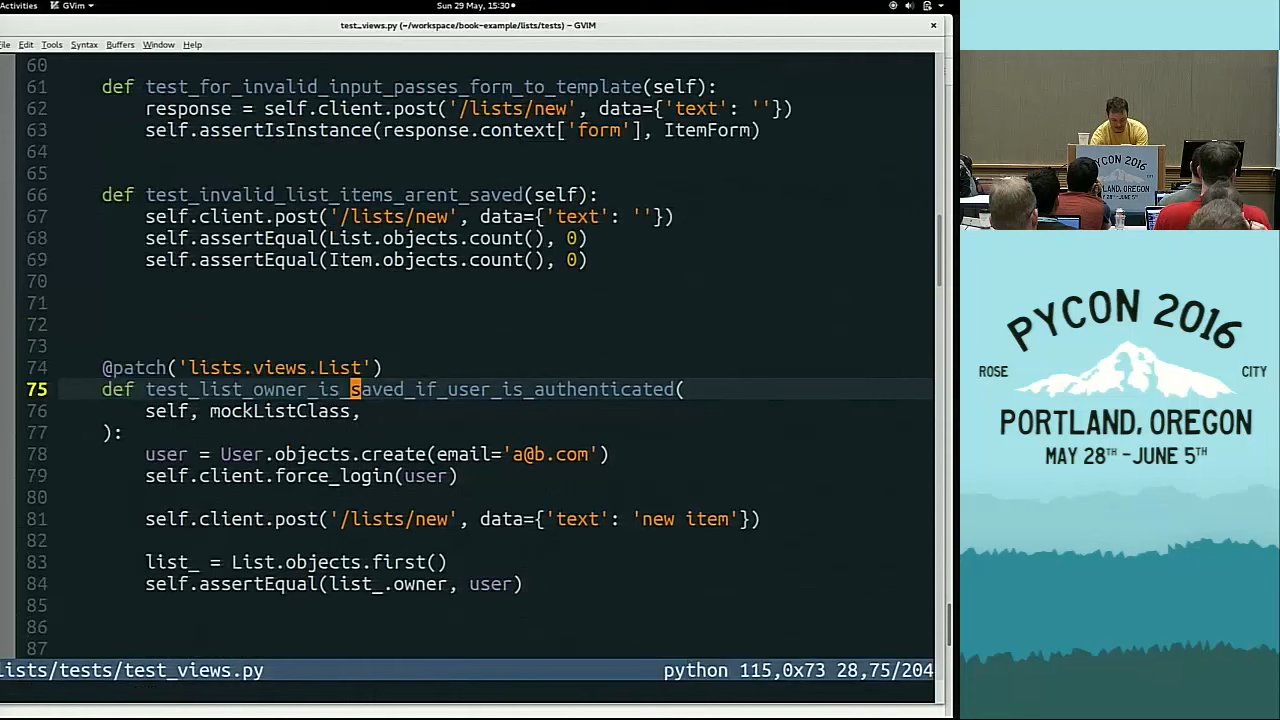 Activities GVim Sun 29 May, 15:30
test_views.py (~/workspace/book-example/lists/tests) – GVIM
File Edit Tools Syntax Buffers Window Help
60
61 def test_for_invalid_input_passes_form_to_template(self):
62 response = self.client.post('/lists/new', data={'text': ''})
63 self.assertIsInstance(response.context['form'], ItemForm)
64
65
66 def test_invalid_list_items_arent_saved(self):
67 self.client.post('/lists/new', data={'text': ''})
68 self.assertEqual(List.objects.count(), 0)
69 self.assertEqual(Item.objects.count(), 0)
70
71
72
73
74 @patch('lists.views.List')
75 def test_list_owner_is_saved_if_user_is_authenticated(
76 self, mockListClass,
77 ):
78 user = User.objects.create(email='a@b.com')
79 self.client.force_login(user)
80
81 self.client.post('/lists/new', data={'text': 'new item'})
82
83 list_ = List.objects.first()
84 self.assertEqual(list_.owner, user)
85
86
87
lists/tests/test_views.py python 115,0x73 28,75/204
PYCON 2016
PORTLAND, OREGON
PYCON 2016
ROSE CITY
PORTLAND, OREGON
MAY 28TH - JUNE 5TH